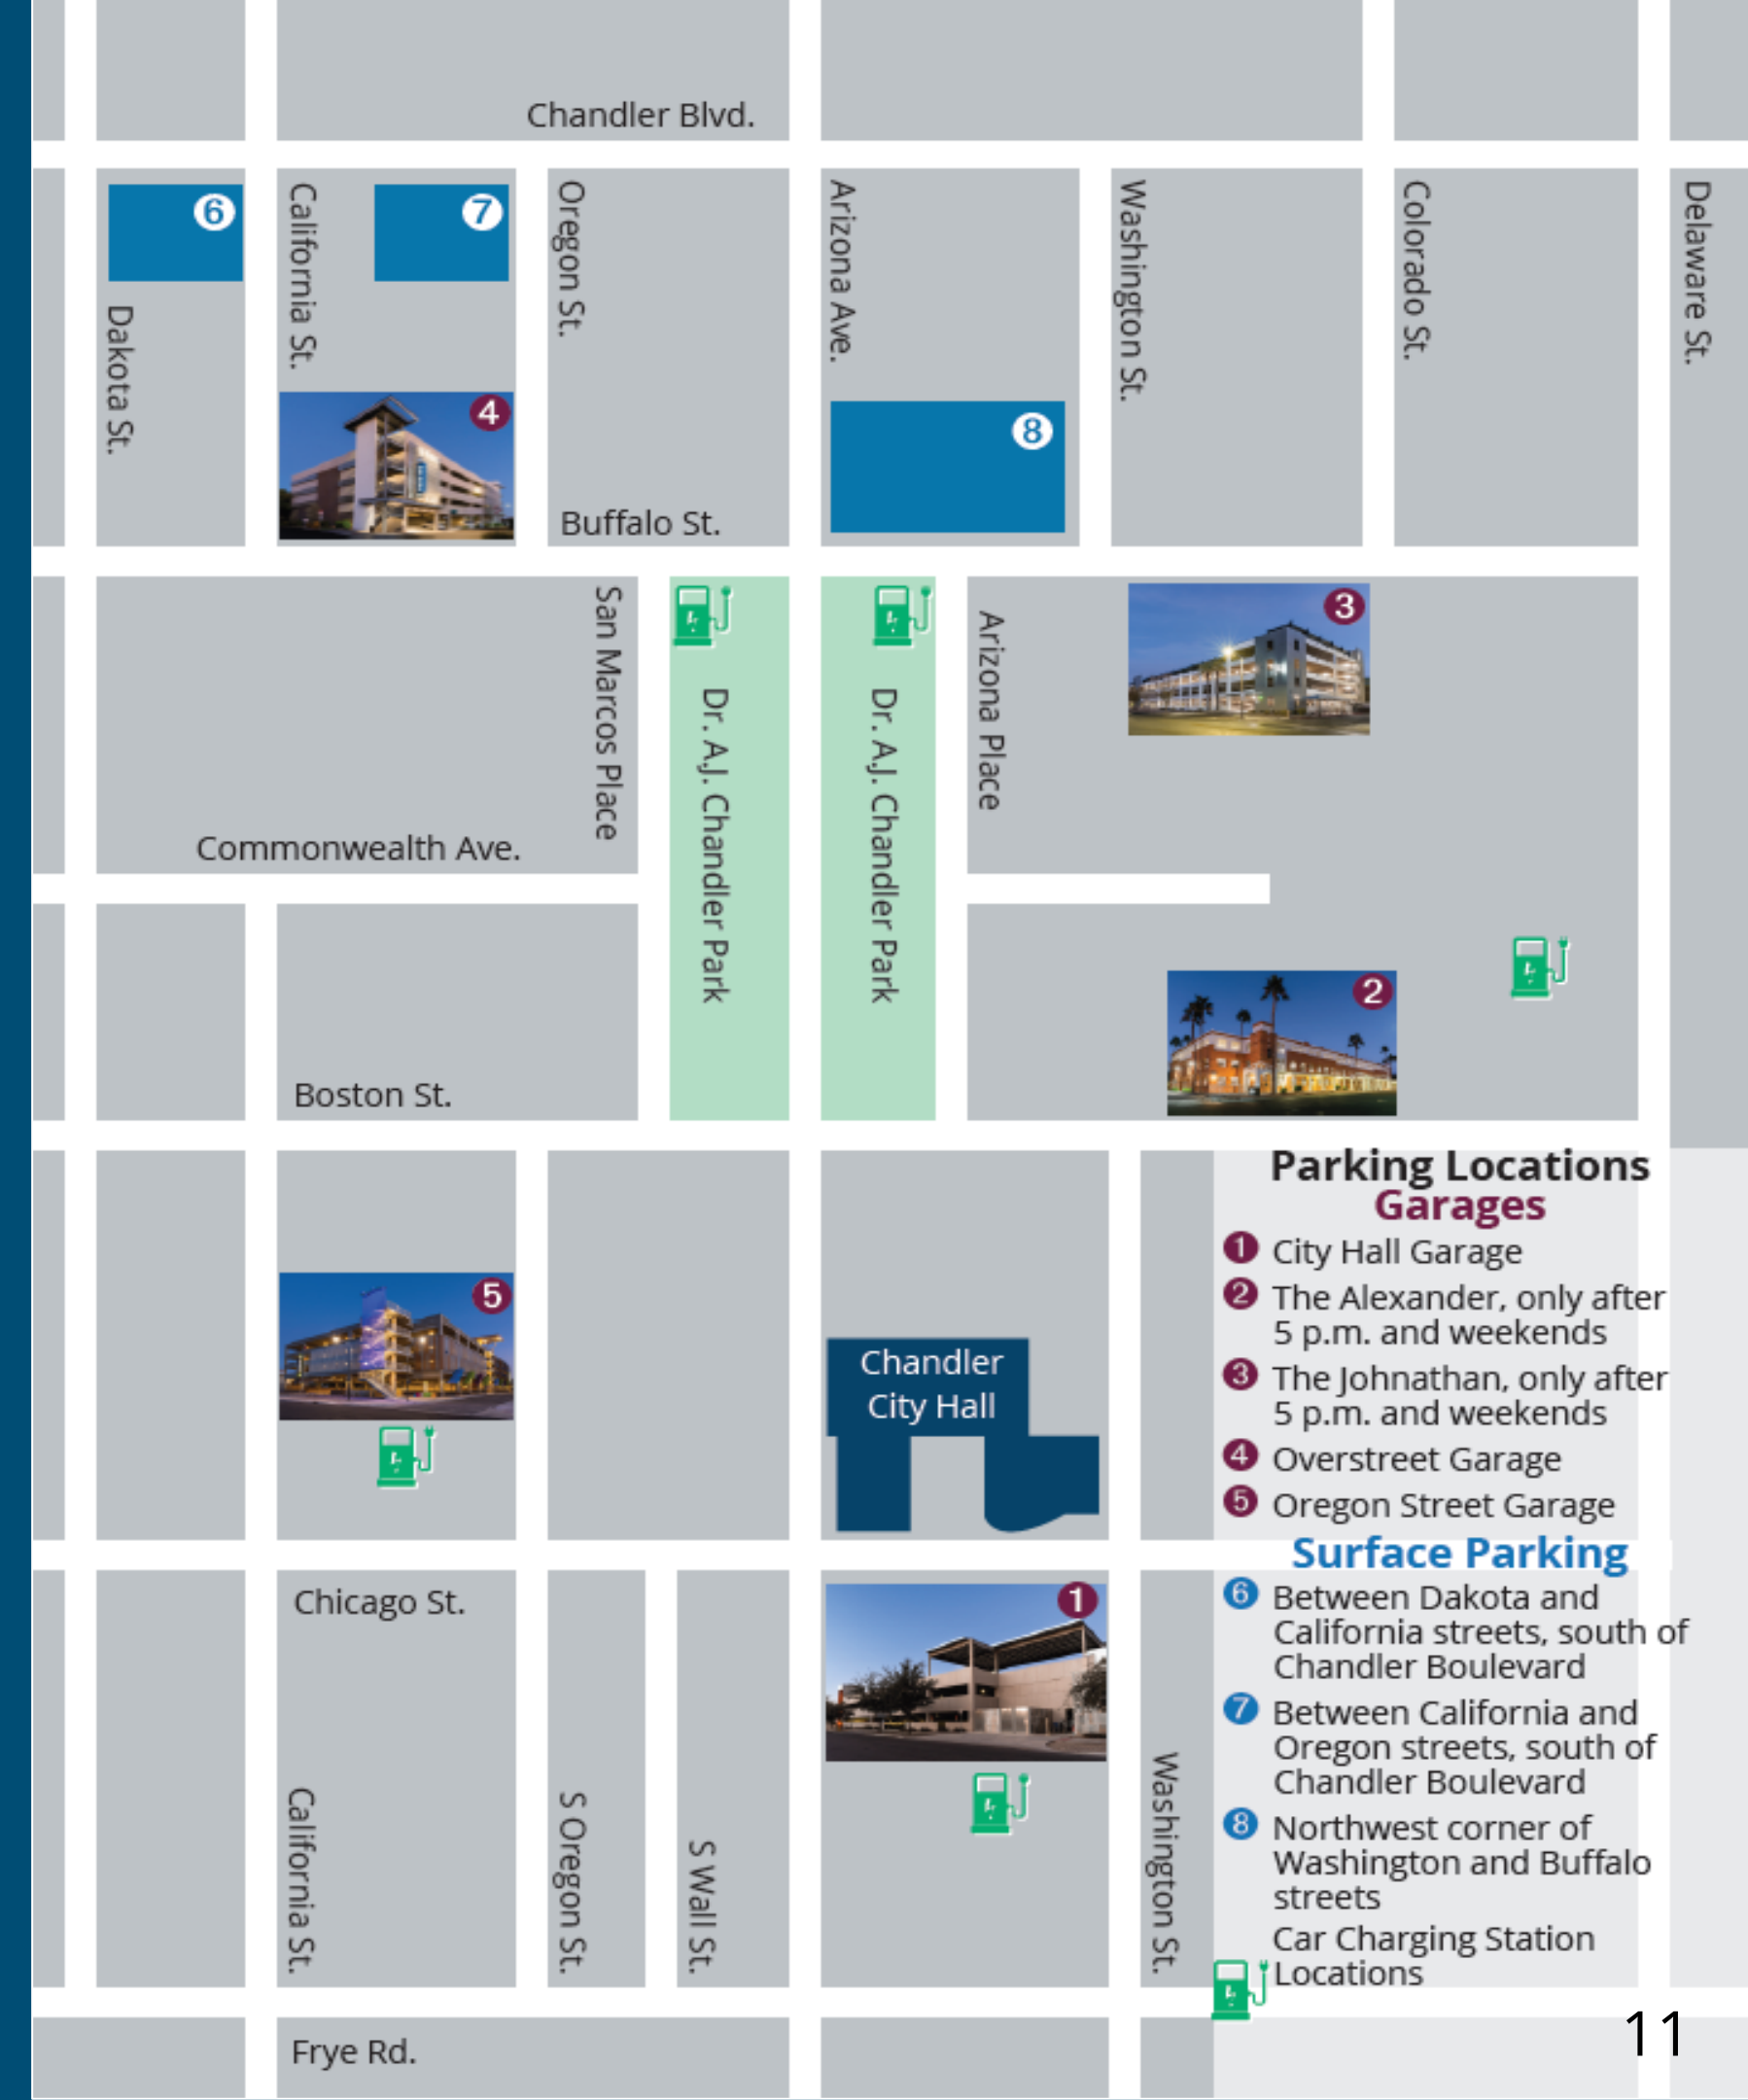 Chandler Blvd.
6
7
California St.
Oregon St.
Arizona Ave.
Washington St.
Colorado St.
Delaware St.
Dakota St.
4
8
Buffalo St.
San Marcos Place
Dr. A.J. Chandler Park
Dr. A.J. Chandler Park
Arizona Place
3
Commonwealth Ave.
2
Boston St.
5
Chandler
City Hall
Chicago St.
1
California St.
S Oregon St.
S Wall St.
Washington St.
Frye Rd.
Parking Locations
Garages
1 City Hall Garage
2 The Alexander, only after
5 p.m. and weekends
3 The Johnathan, only after
5 p.m. and weekends
4 Overstreet Garage
5 Oregon Street Garage
Surface Parking
6 Between Dakota and
California streets, south of
Chandler Boulevard
7 Between California and
Oregon streets, south of
Chandler Boulevard
8 Northwest corner of
Washington and Buffalo
streets
Car Charging Station
Locations
11